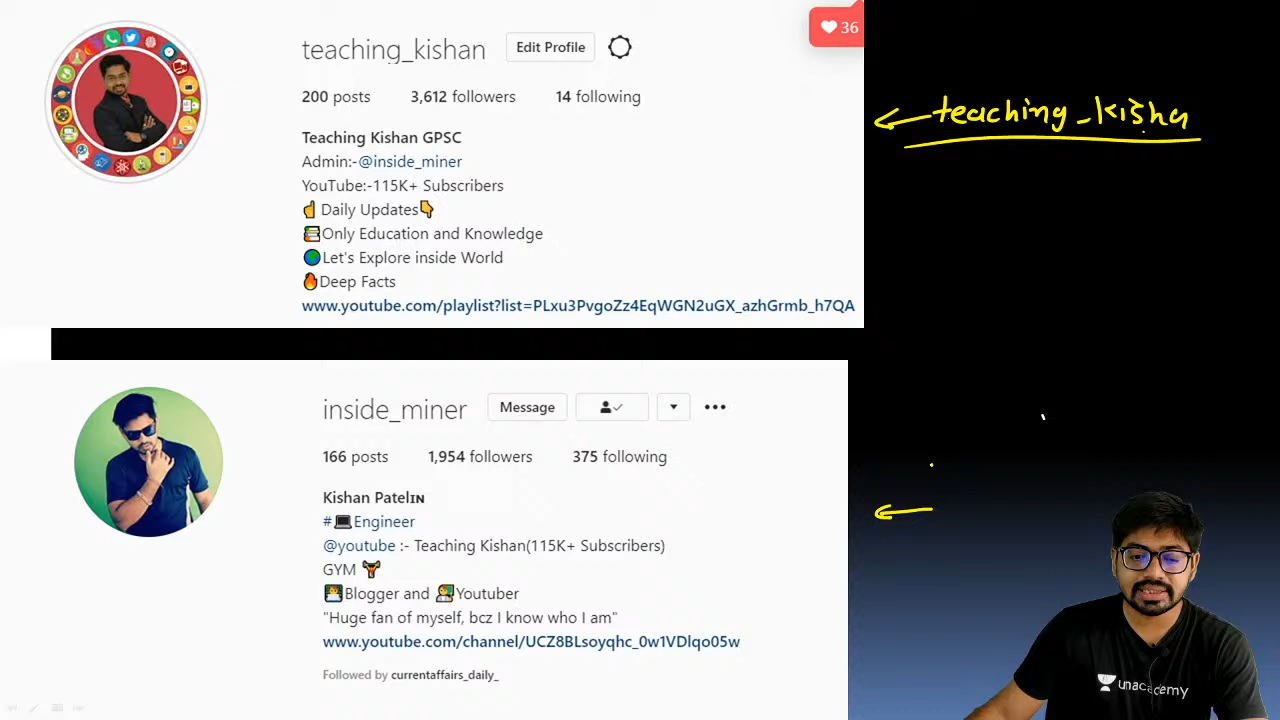 teaching_kishan Edit Profile
36
200 posts 3,612 followers 14 following
Teaching Kishan GPSC
Admin:-@inside_miner
YouTube:-115K+ Subscribers
☝Daily Updates👇
📚Only Education and Knowledge
🌍Let's Explore inside World
🔥Deep Facts
www.youtube.com/playlist?list=PLxu3PvgoZz4EqWGN2uGX_azhGrmb_h7QA
teaching_kisha
inside_miner Message
166 posts 1,954 followers 375 following
Kishan Patelɪɴ
#💻Engineer
@youtube :- Teaching Kishan(115K+ Subscribers)
GYM 🏋
👨‍💻Blogger and 👨‍🏫Youtuber
"Huge fan of myself, bcz I know who I am"
www.youtube.com/channel/UCZ8BLsoyqhc_0w1VDlqo05w
Followed by currentaffairs_daily_
unacademy